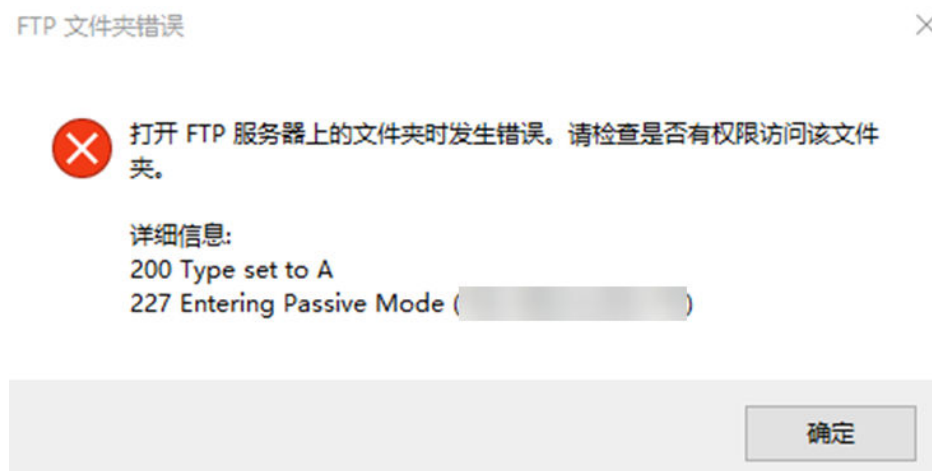 FTP 文件夹错误
打开 FTP 服务器上的文件夹时发生错误。请检查是否有权限访问该文件
夹。
详细信息:
200 Type set to A
227 Entering Passive Mode ( )
确定